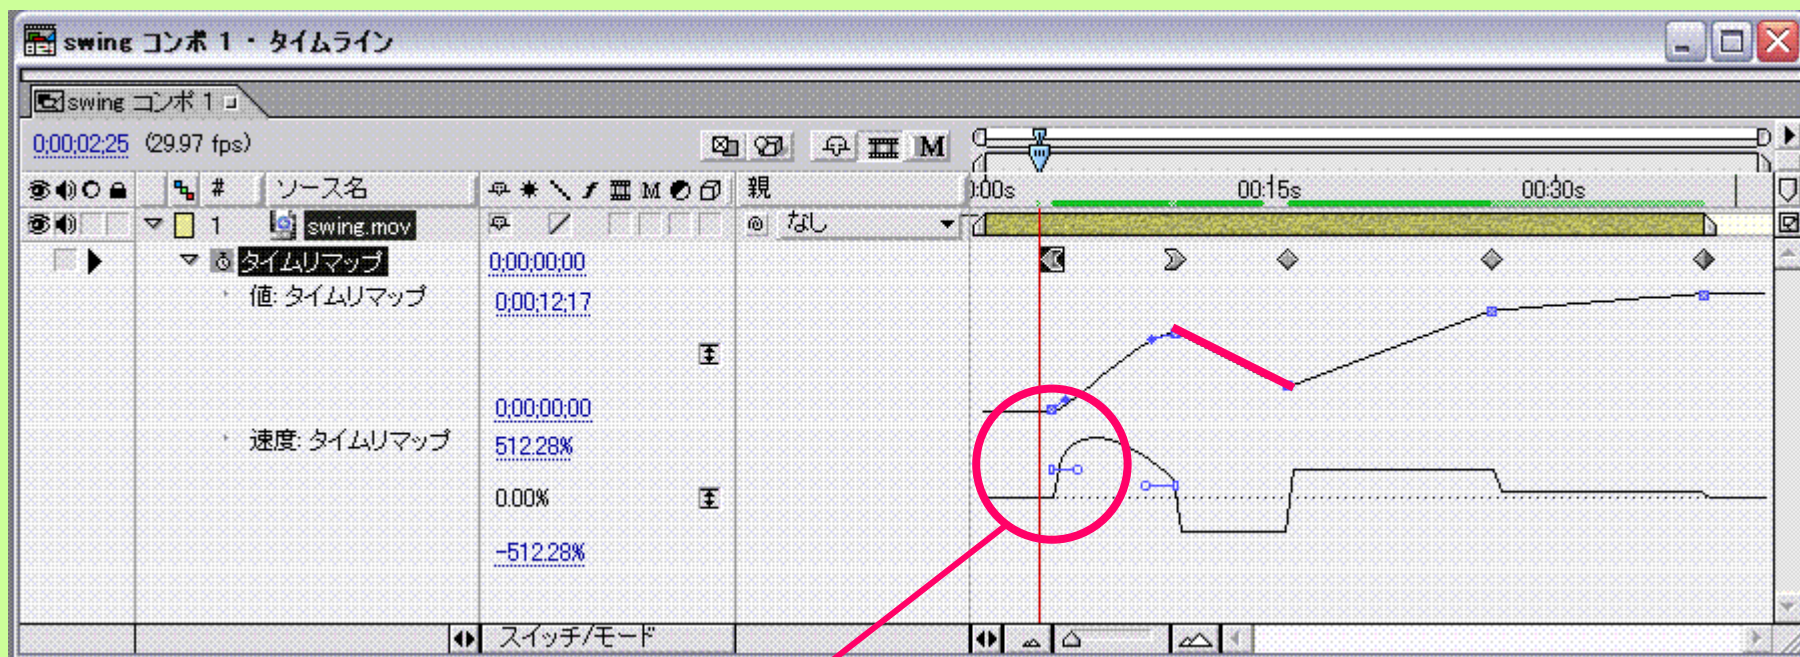 swing コンポ 1 ・ タイムライン
swing コンポ 1
0;00;02;25 (29.97 fps) M
# ソース名 M 親 0:00s 00:15s 00:30s
1 swing.mov なし
タイムリマップ 0;00;00;00
値: タイムリマップ 0;00;12;17
0;00;00;00
速度: タイムリマップ 512.28%
0.00%
-512.28%
スイッチ/モード